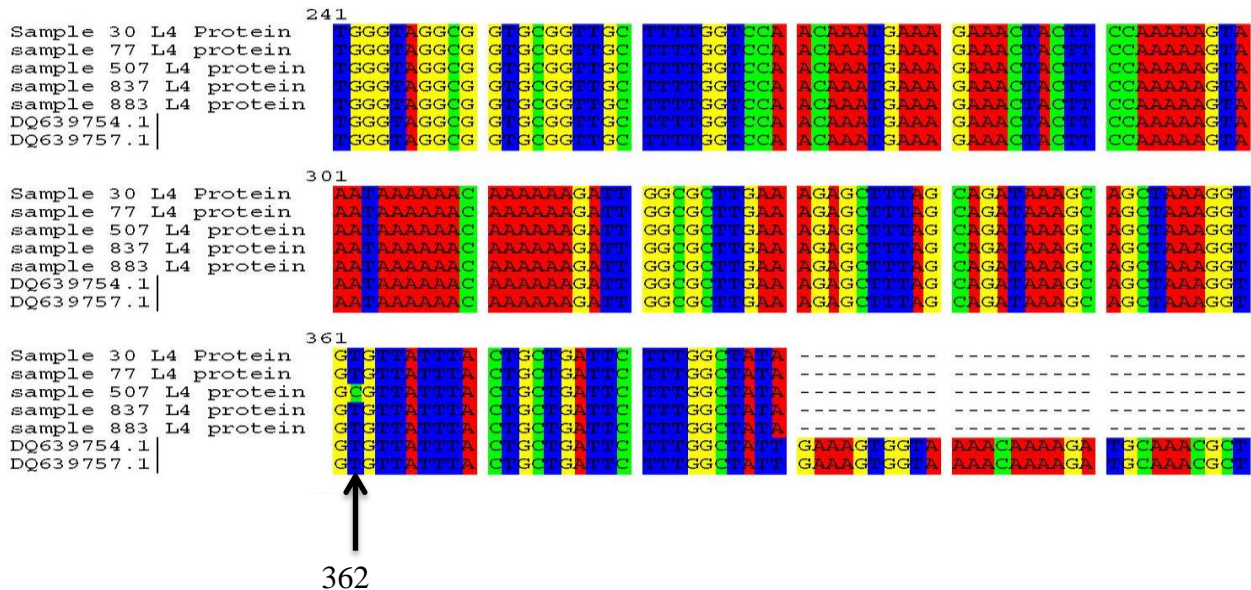 241
Sample 30 L4 Protein TGGGTAGGCG GTGCGGTTGC TTTTGGTCCA ACAAATGAAA GAAACTACTT CCAAAAAGTA
sample 77 L4 protein TGGGTAGGCG GTGCGGTTGC TTTTGGTCCA ACAAATGAAA GAAACTACTT CCAAAAAGTA
sample 507 L4 protein TGGGTAGGCG GTGCGGTTGC TTTTGGTCCA ACAAATGAAA GAAACTACTT CCAAAAAGTA
sample 837 L4 protein TGGGTAGGCG GTGCGGTTGC TTTTGGTCCA ACAAATGAAA GAAACTACTT CCAAAAAGTA
sample 883 L4 protein TGGGTAGGCG GTGCGGTTGC TTTTGGTCCA ACAAATGAAA GAAACTACTT CCAAAAAGTA
DQ639754.1| TGGGTAGGCG GTGCGGTTGC TTTTGGTCCA ACAAATGAAA GAAACTACTT CCAAAAAGTA
DQ639757.1| TGGGTAGGCG GTGCGGTTGC TTTTGGTCCA ACAAATGAAA GAAACTACTT CCAAAAAGTA
301
Sample 30 L4 Protein AATAAAAAAC AAAAAAGATT GGCGCTTGAA AGAGCTTTAG CAGATAAAGC AGCTAAAGGT
sample 77 L4 protein AATAAAAAAC AAAAAAGATT GGCGCTTGAA AGAGCTTTAG CAGATAAAGC AGCTAAAGGT
sample 507 L4 protein AATAAAAAAC AAAAAAGATT GGCGCTTGAA AGAGCTTTAG CAGATAAAGC AGCTAAAGGT
sample 837 L4 protein AATAAAAAAC AAAAAAGATT GGCGCTTGAA AGAGCTTTAG CAGATAAAGC AGCTAAAGGT
sample 883 L4 protein AATAAAAAAC AAAAAAGATT GGCGCTTGAA AGAGCTTTAG CAGATAAAGC AGCTAAAGGT
DQ639754.1| AATAAAAAAC AAAAAAGATT GGCGCTTGAA AGAGCTTTAG CAGATAAAGC AGCTAAAGGT
DQ639757.1| AATAAAAAAC AAAAAAGATT GGCGCTTGAA AGAGCTTTAG CAGATAAAGC AGCTAAAGGT
361
Sample 30 L4 Protein GTGTTATTTA CTGCTGATTC TTTGGCTATA ---------- ---------- ----------
sample 77 L4 protein GTGTTATTTA CTGCTGATTC TTTGGCTATA ---------- ---------- ----------
sample 507 L4 protein GCGTTATTTA CTGCTGATTC TTTGGCTATA ---------- ---------- ----------
sample 837 L4 protein GTGTTATTTA CTGCTGATTC TTTGGCTATA ---------- ---------- ----------
sample 883 L4 protein GTGTTATTTA CTGCTGATTC TTTGGCTATA ---------- ---------- ----------
DQ639754.1| GTGTTATTTA CTGCTGATTC TTTGGCTATT GAAAGTGGTA AAACAAAAGA TGCAAACGCT
DQ639757.1| GTGTTATTTA CTGCTGATTC TTTGGCTATT GAAAGTGGTA AAACAAAAGA TGCAAACGCT
362